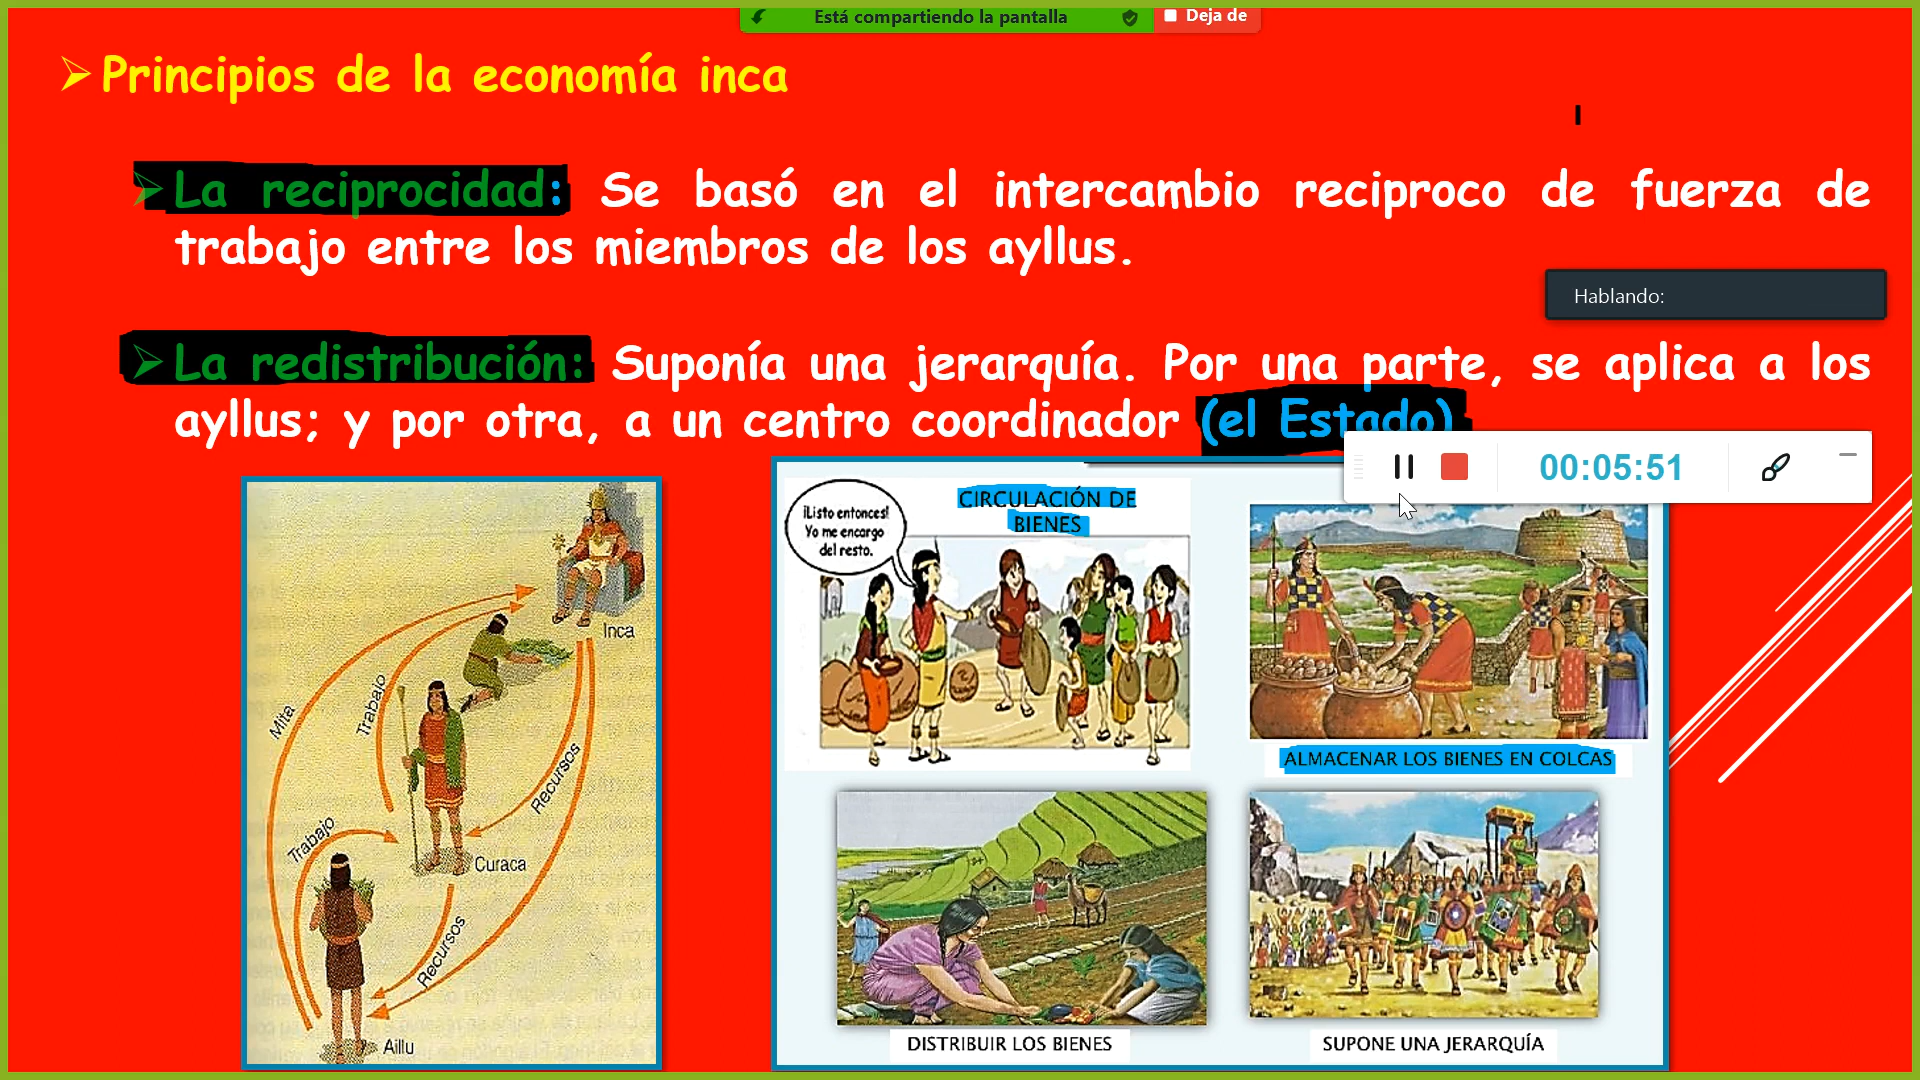 Está compartiendo la pantalla
Deja de
Principios de la economía inca
La reciprocidad: Se basó en el intercambio reciproco de fuerza de
trabajo entre los miembros de los ayllus.
Hablando:
La redistribución: Suponía una jerarquía. Por una parte, se aplica a los
ayllus; y por otra, a un centro coordinador (el Estado)
00:05:51
Inca
Mita
Trabajo
Recursos
Trabajo
Curaca
Recursos
Aillu
¡Listo entonces!
Yo me encargo
del resto.
CIRCULACIÓN DE
BIENES
ALMACENAR LOS BIENES EN COLCAS
DISTRIBUIR LOS BIENES
SUPONE UNA JERARQUÍA